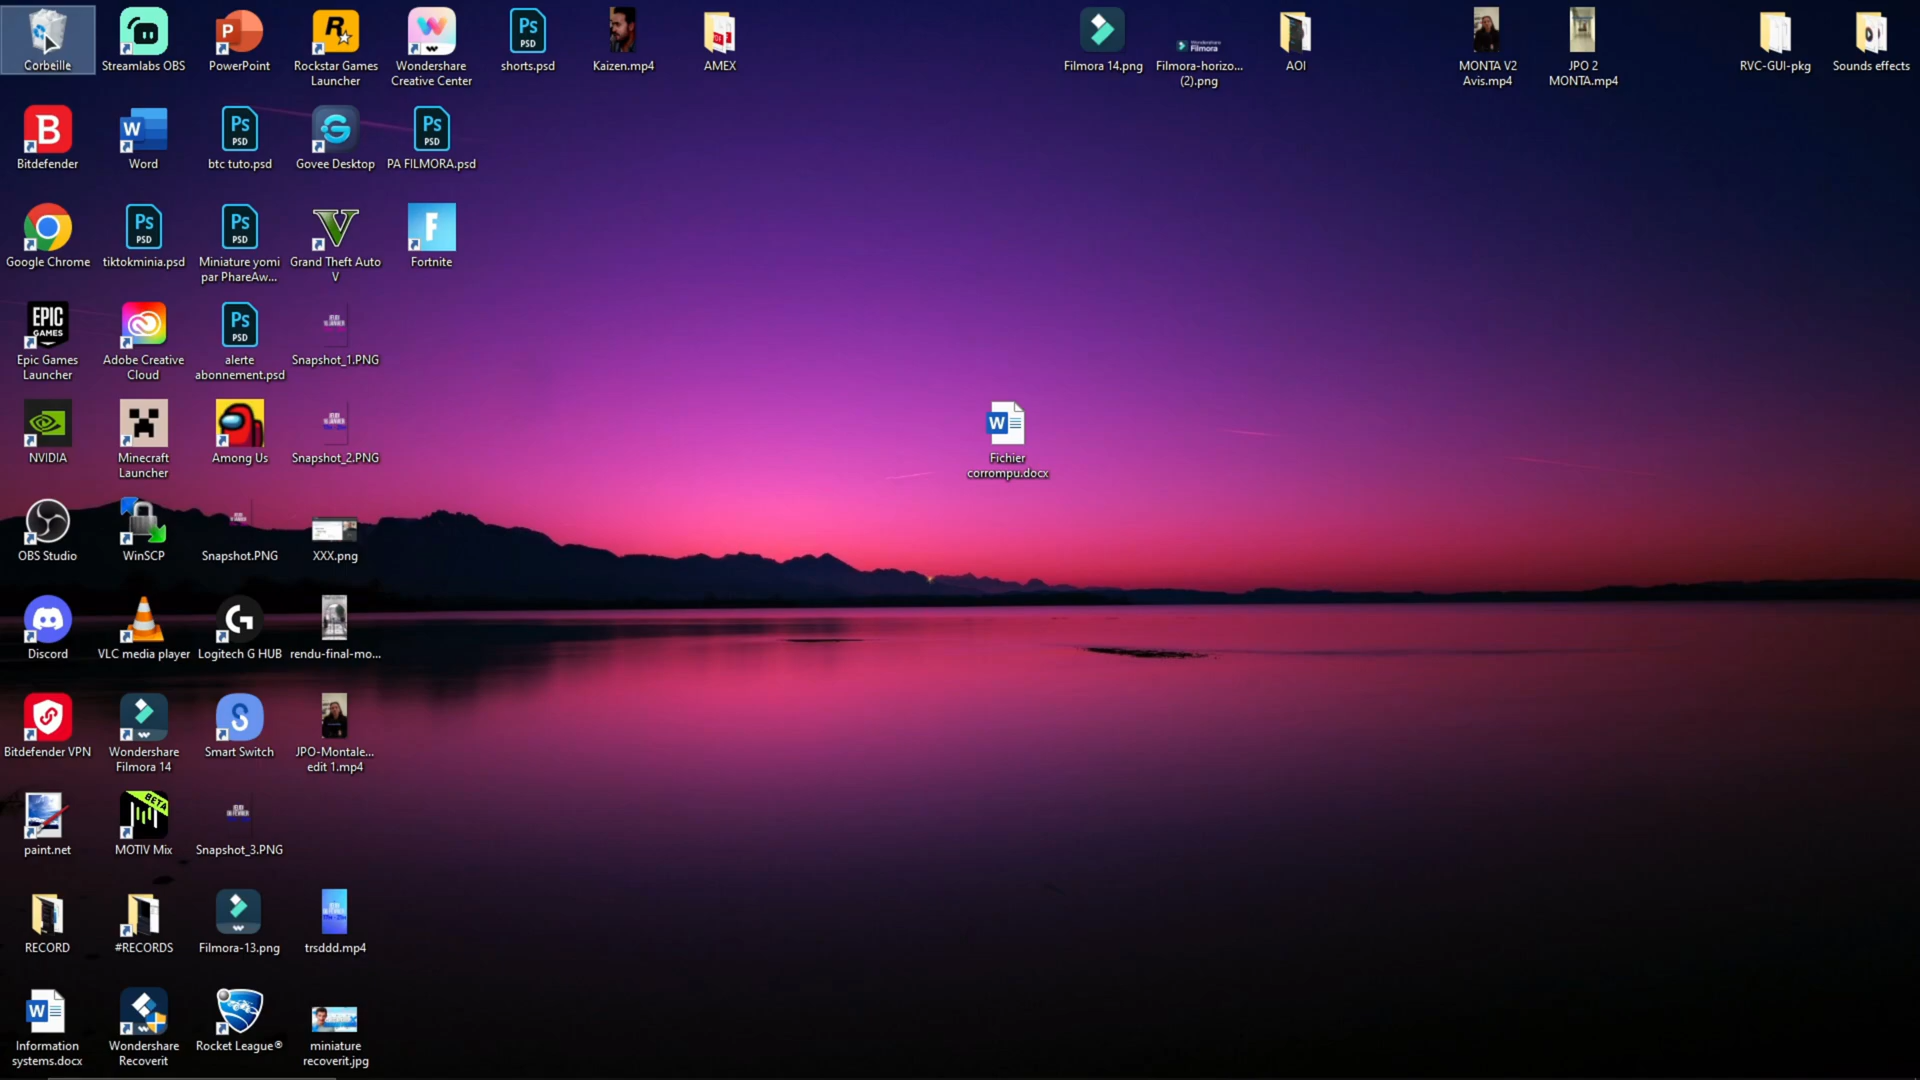 Corbeille
Streamlabs OBS
PowerPoint
Rockstar Games
Launcher
Wondershare
Creative Center
shorts.psd
Kaizen.mp4
AMEX
Filmora 14.png
Filmora-horizo...
(2).png
AOI
MONTA V2
Avis.mp4
JPO 2
MONTA.mp4
RVC-GUI-pkg
Sounds effects
Bitdefender
Word
btc tuto.psd
Govee Desktop
PA FILMORA.psd
Google Chrome
tiktokminia.psd
Miniature yomi
par PhareAw...
Grand Theft Auto
V
Fortnite
Epic Games
Launcher
Adobe Creative
Cloud
alerte
abonnement.psd
Snapshot_1.PNG
NVIDIA
Minecraft
Launcher
Among Us
Snapshot_2.PNG
Fichier
corrompu.docx
OBS Studio
WinSCP
Snapshot.PNG
XXX.png
Discord
VLC media player
Logitech G HUB
rendu-final-mo...
Bitdefender VPN
Wondershare
Filmora 14
Smart Switch
JPO-Montale...
edit 1.mp4
paint.net
MOTIV Mix
Snapshot_3.PNG
RECORD
#RECORDS
Filmora-13.png
trsddd.mp4
Information
systems.docx
Wondershare
Recoverit
Rocket League®
miniature
recoverit.jpg